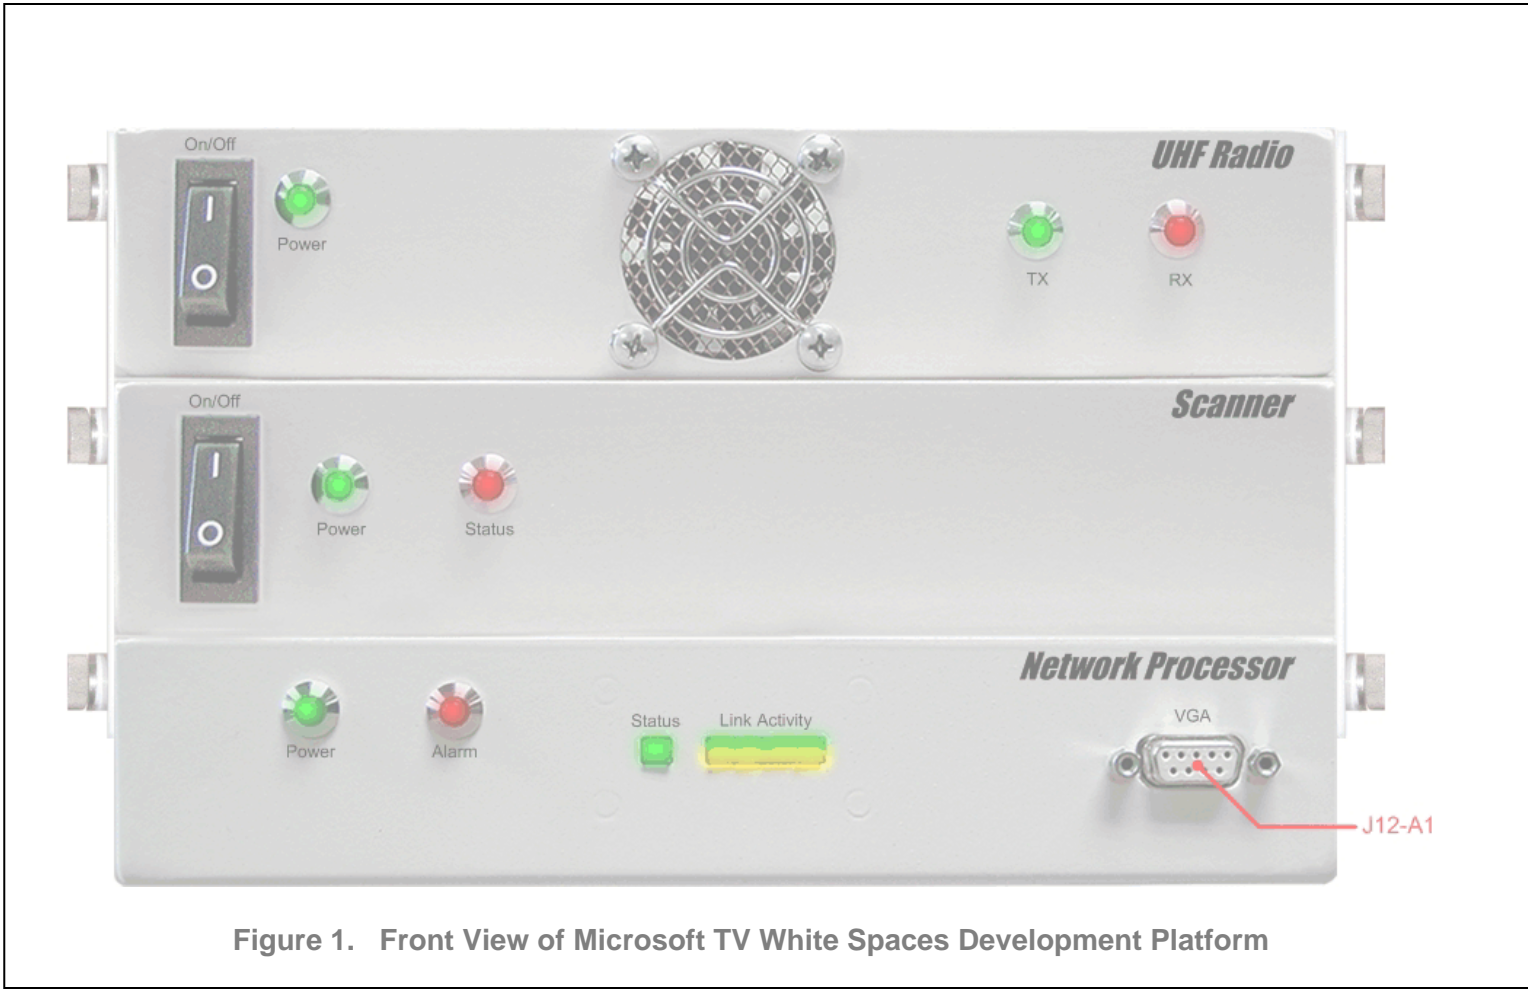 On/Off
UHF Radio
Power
TX
RX
On/Off
Scanner
Power
Status
Network Processor
Power
Alarm
Status
Link Activity
VGA
J12-A1
Figure 1. Front View of Microsoft TV White Spaces Development Platform